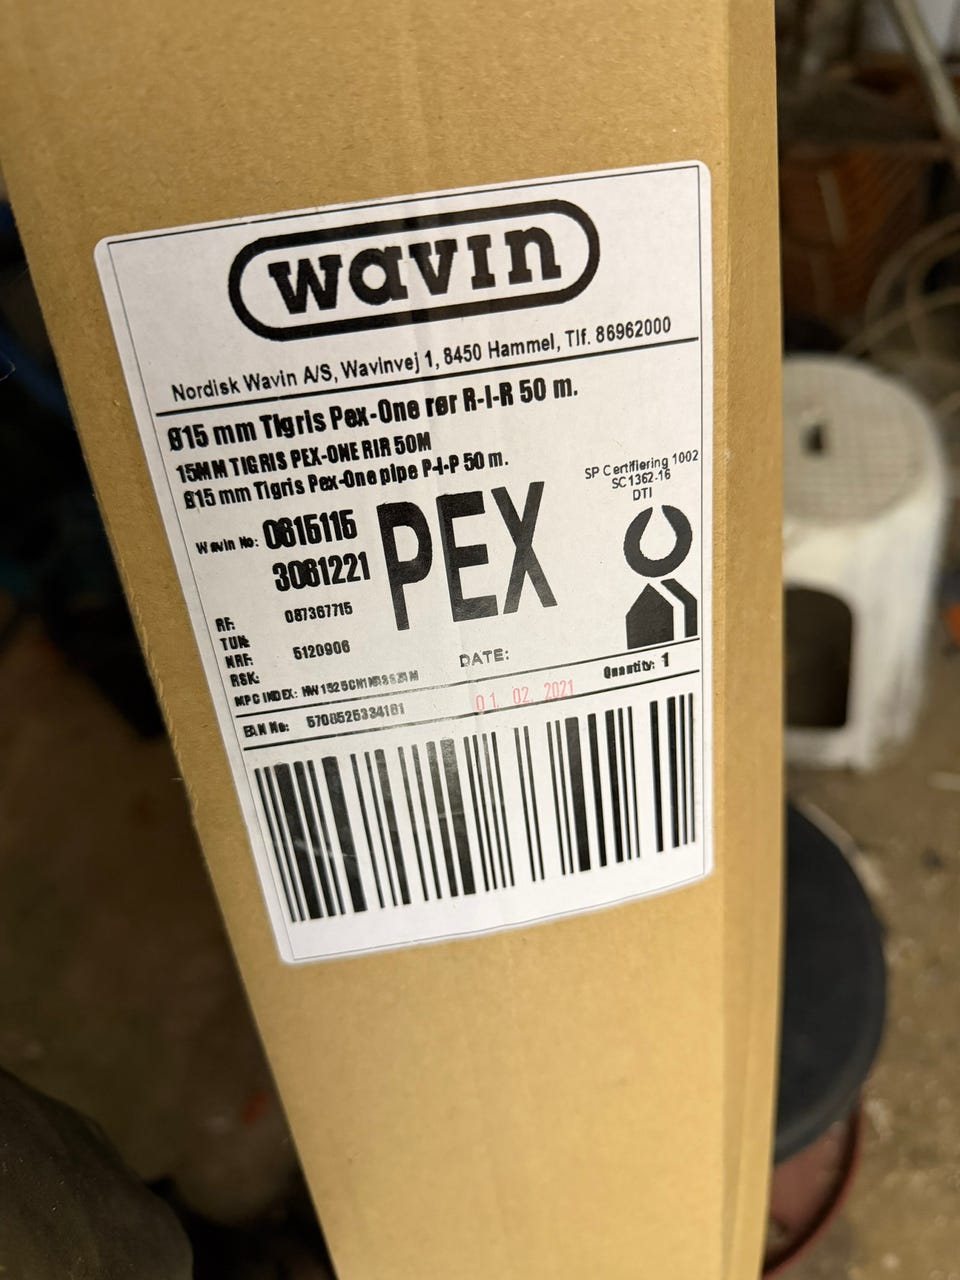 wavin
Nordisk Wavin A/S, Wavinvej 1, 8450 Hammel, Tlf. 86962000
Ø15 mm Tigris Pex-One rør R-I-R 50 m.
15MM TIGRIS PEX-ONE RIR 50M
Ø15 mm Tigris Pex-One pipe P-I-P 50 m.
SP Certifiering 1002
SC1362-16
DTI
Wavin No: 0615115
3061221
PEX
RF: 087367715
TUN:
NRF: 5120906
RSK:
DATE:
Quantity: 1
MPC INDEX:
01. 02. 2021
EAN No: 5708525334181